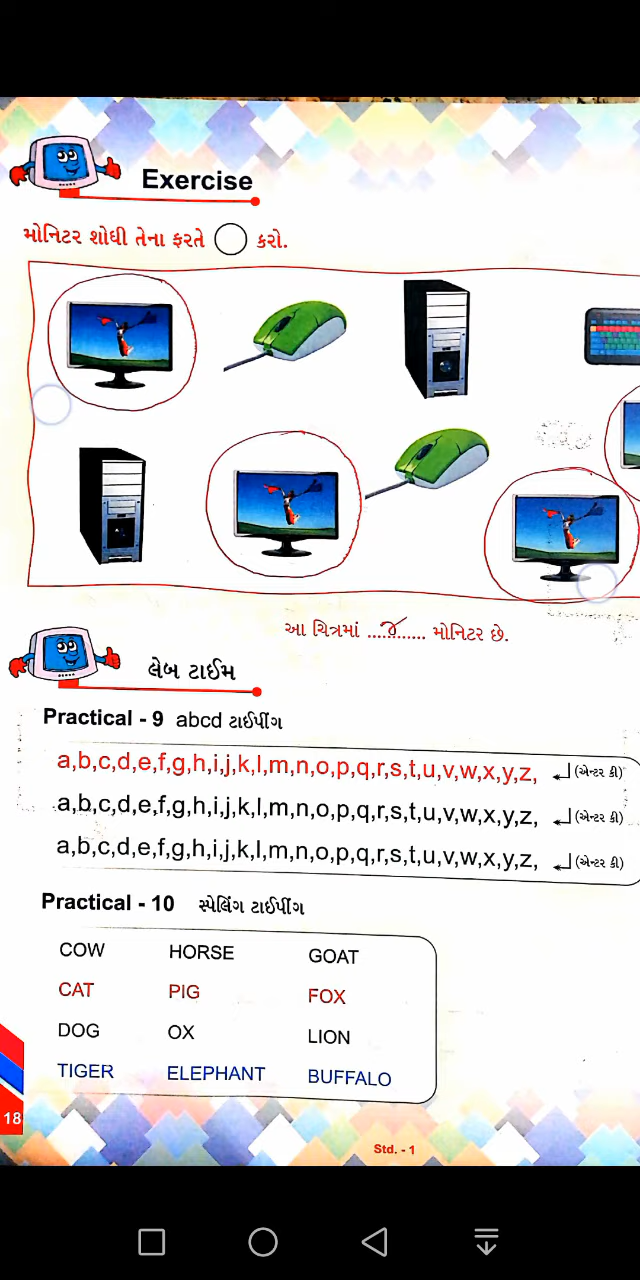 Exercise
મોનિટર શોધી તેના ફરતે ◯ કરો.
આ ચિત્રમાં ....૪...... મોનિટર છે.
લેબ ટાઈમ
Practical - 9 abcd ટાઈપીંગ
a,b,c,d,e,f,g,h,i,j,k,l,m,n,o,p,q,r,s,t,u,v,w,x,y,z, ↲ (એન્ટર કી)
a,b,c,d,e,f,g,h,i,j,k,l,m,n,o,p,q,r,s,t,u,v,w,x,y,z, ↲ (એન્ટર કી)
a,b,c,d,e,f,g,h,i,j,k,l,m,n,o,p,q,r,s,t,u,v,w,x,y,z, ↲ (એન્ટર કી)
Practical - 10 સ્પેલિંગ ટાઈપીંગ
COW HORSE GOAT
CAT PIG FOX
DOG OX LION
TIGER ELEPHANT BUFFALO
18
Std. - 1